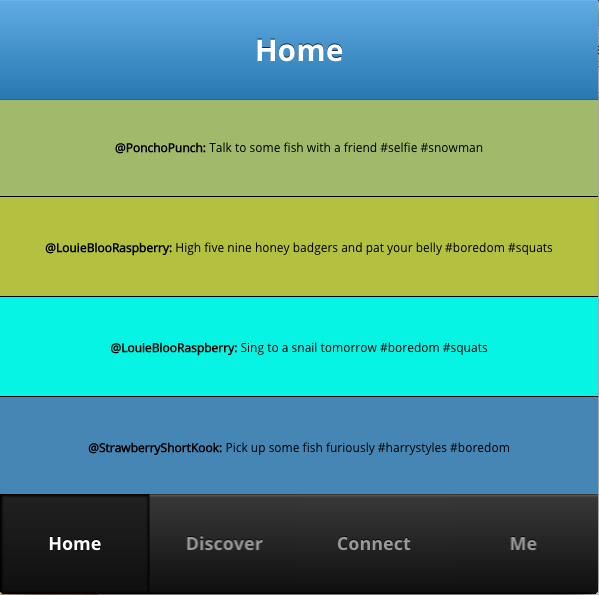 Home
@PonchoPunch: Talk to some fish with a friend #selfie #snowman
@LouieBlooRaspberry: High five nine honey badgers and pat your belly #boredom #squats
@LouieBlooRaspberry: Sing to a snail tomorrow #boredom #squats
@StrawberryShortKook: Pick up some fish furiously #harrystyles #boredom
Home Discover Connect Me